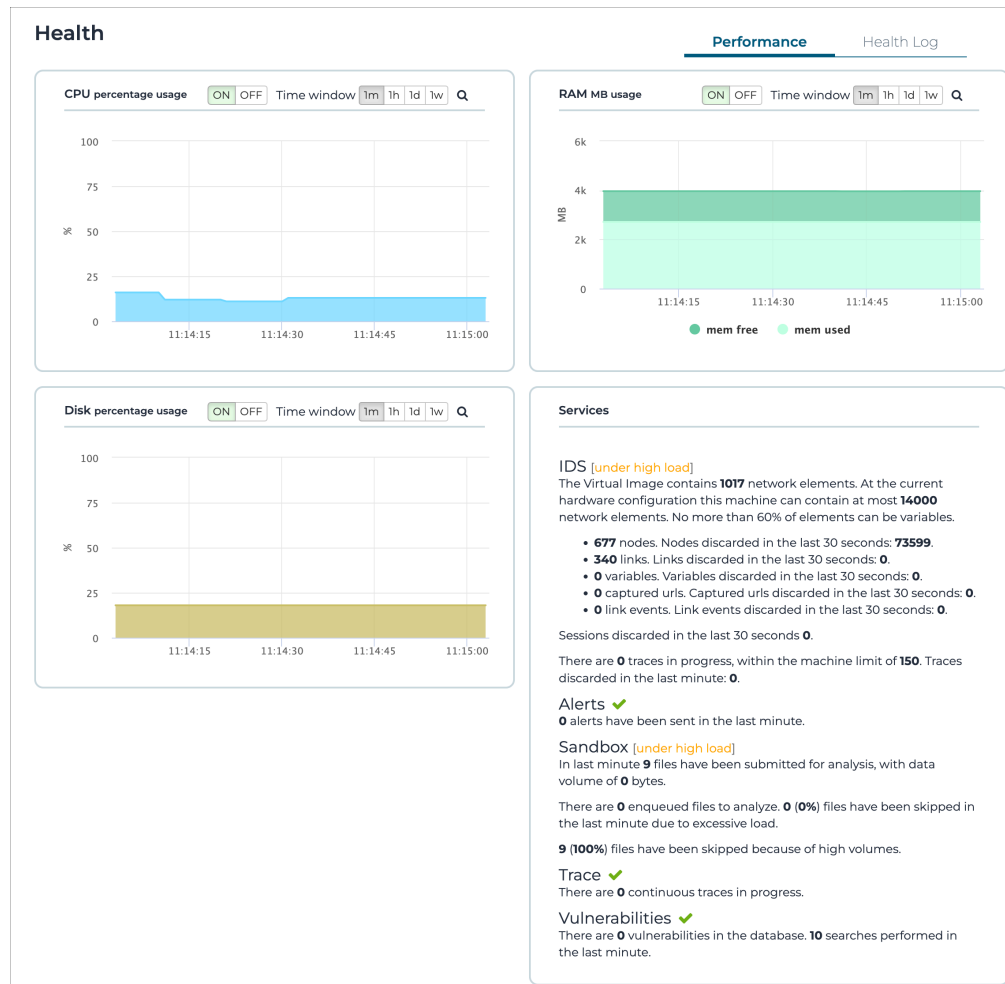 Health
Performance Health Log
CPU percentage usage ON OFF Time window 1m 1h 1d 1w
100
75
%
50
25
0
11:14:15 11:14:30 11:14:45 11:15:00
RAM MB usage ON OFF Time window 1m 1h 1d 1w
6k
4k
MB
2k
0
11:14:15 11:14:30 11:14:45 11:15:00
mem free mem used
Disk percentage usage ON OFF Time window 1m 1h 1d 1w
100
75
%
50
25
0
11:14:15 11:14:30 11:14:45 11:15:00
Services
IDS [under high load]
The Virtual Image contains 1017 network elements. At the current
hardware configuration this machine can contain at most 14000
network elements. No more than 60% of elements can be variables.
• 677 nodes. Nodes discarded in the last 30 seconds: 73599.
• 340 links. Links discarded in the last 30 seconds: 0.
• 0 variables. Variables discarded in the last 30 seconds: 0.
• 0 captured urls. Captured urls discarded in the last 30 seconds: 0.
• 0 link events. Link events discarded in the last 30 seconds: 0.
Sessions discarded in the last 30 seconds 0.
There are 0 traces in progress, within the machine limit of 150. Traces
discarded in the last minute: 0.
Alerts ✔
0 alerts have been sent in the last minute.
Sandbox [under high load]
In last minute 9 files have been submitted for analysis, with data
volume of 0 bytes.
There are 0 enqueued files to analyze. 0 (0%) files have been skipped in
the last minute due to excessive load.
9 (100%) files have been skipped because of high volumes.
Trace ✔
There are 0 continuous traces in progress.
Vulnerabilities ✔
There are 0 vulnerabilities in the database. 10 searches performed in
the last minute.